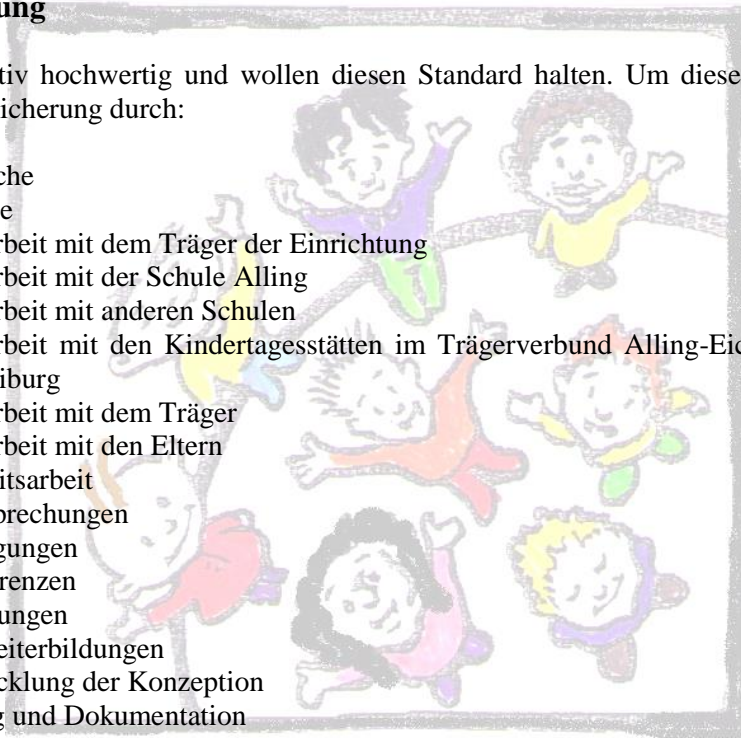 ung
tiv hochwertig und wollen diesen Standard halten. Um diese
icherung durch:
che
e
rbeit mit dem Träger der Einrichtung
rbeit mit der Schule Alling
rbeit mit anderen Schulen
rbeit mit den Kindertagesstätten im Trägerverbund Alling-Eic
iburg
rbeit mit dem Träger
rbeit mit den Eltern
itsarbeit
prechungen
gungen
renzen
ungen
eiterbildungen
cklung der Konzeption
g und Dokumentation